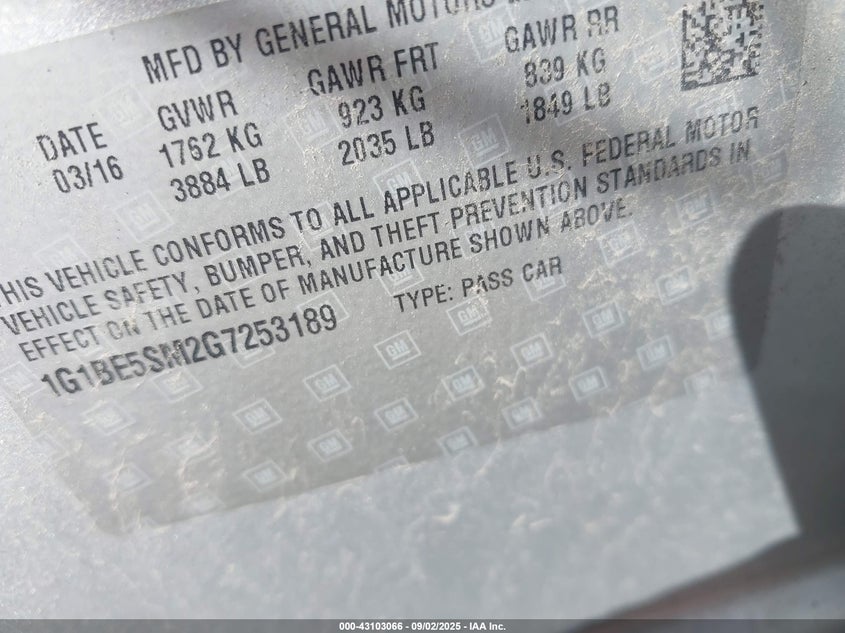 MFD BY GENERAL MOTORS
DATE GVWR GAWR FRT GAWR RR
03/16 1762 KG 923 KG 839 KG
3884 LB 2035 LB 1849 LB
THIS VEHICLE CONFORMS TO ALL APPLICABLE U.S. FEDERAL MOTOR
VEHICLE SAFETY, BUMPER, AND THEFT PREVENTION STANDARDS IN
EFFECT ON THE DATE OF MANUFACTURE SHOWN ABOVE.
1G1BE5SM2G7253189 TYPE: PASS CAR
000-43103066 - 09/02/2025 - IAA Inc.